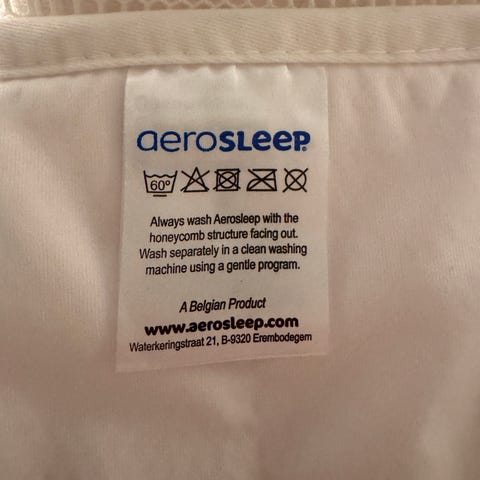 aerosleep®
60°
Always wash Aerosleep with the
honeycomb structure facing out.
Wash separately in a clean washing
machine using a gentle program.
A Belgian Product
www.aerosleep.com
Waterkeringstraat 21, B-9320 Erembodegem